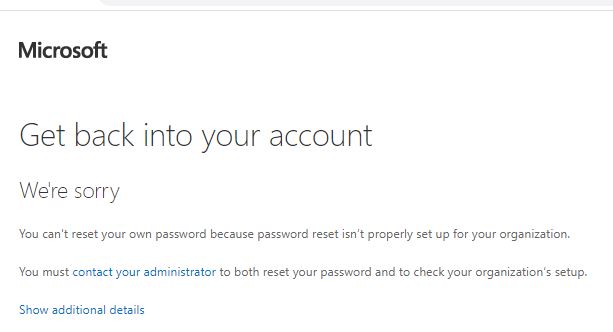 Microsoft
Get back into your account
We're sorry
You can't reset your own password because password reset isn't properly set up for your organization.
You must contact your administrator to both reset your password and to check your organization's setup.
Show additional details